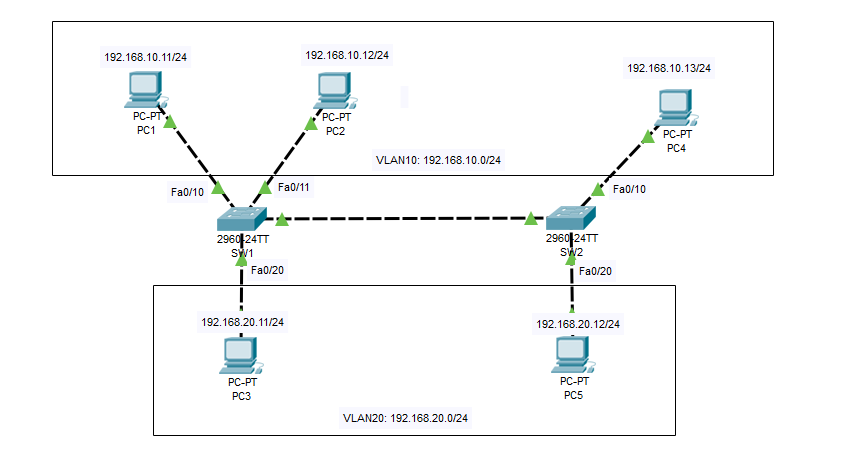 192.168.10.11/24
192.168.10.12/24
192.168.10.13/24
PC-PT
PC1
PC-PT
PC2
PC-PT
PC4
VLAN10: 192.168.10.0/24
Fa0/10
Fa0/11
Fa0/10
2960-24TT
SW1
2960-24TT
SW2
Fa0/20
Fa0/20
192.168.20.11/24
192.168.20.12/24
PC-PT
PC3
PC-PT
PC5
VLAN20: 192.168.20.0/24